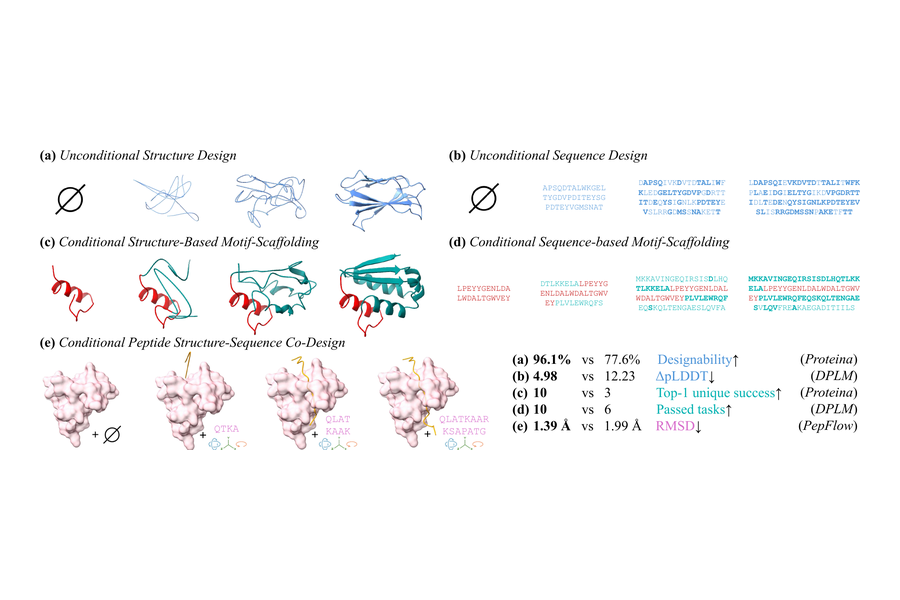 (a) Unconditional Structure Design
(b) Unconditional Sequence Design
∅
∅
APSQDTALWKGEL
TYGDVPDITEYSG
PDTEYVGMSNAT
DAPSQIVKDVTDTALIWF
KLEDGELTYGDVPGDRTT
ITDEQYSIGNLKPDTEYE
VSLRRGDMSSNAKETT
LDAPSQIEVKDVTDTTALITWFK
PLAEIDGIELTYGIKDVPGDRTT
IDLTEDENQYSIGNLKPDTEYEV
SLISRRGDMSSNPAKETFTT
(c) Conditional Structure-Based Motif-Scaffolding
(d) Conditional Sequence-based Motif-Scaffolding
LPEYYGENLDA
LWDALTGWVEY
DTLKKELALPEYYG
ENLDALWDALTGWV
EYPLVLEWRQFS
MKKAVINGEQIRSISDLHQ
TLKKELALPEYYGENLDAL
WDALTGWVEYPLVLEWRQF
EQSKQLTENGAESLQVFA
MKKAVINGEQIRSISDLHQTLKK
ELALPEYYGENLDALWDALTGWV
EYPLVLEWRQFEQSKQLTENGAE
SVLQVFREAKAEGADITIILS
(e) Conditional Peptide Structure-Sequence Co-Design
+ ∅
+ QTKA
+ QLAT
KAAK
+ QLATKAAR
KSAPATG
(a) 96.1% vs 77.6% Designability↑ (Proteina)
(b) 4.98 vs 12.23 ΔpLDDT↓ (DPLM)
(c) 10 vs 3 Top-1 unique success↑ (Proteina)
(d) 10 vs 6 Passed tasks↑ (DPLM)
(e) 1.39 Å vs 1.99 Å RMSD↓ (PepFlow)